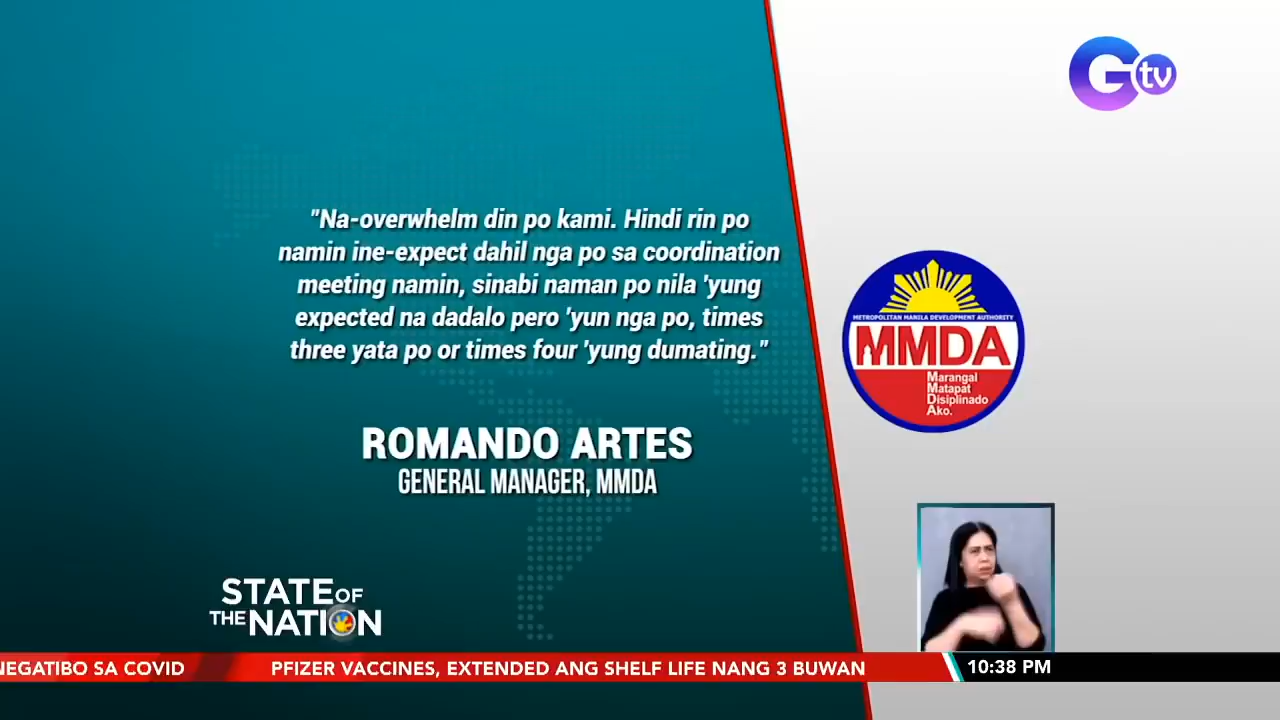 Gtv
"Na-overwhelm din po kami. Hindi rin po
namin ine-expect dahil nga po sa coordination
meeting namin, sinabi naman po nila 'yung
expected na dadalo pero 'yun nga po, times
three yata po or times four 'yung dumating."
ROMANDO ARTES
GENERAL MANAGER, MMDA
METROPOLITAN MANILA DEVELOPMENT AUTHORITY
MMDA
Marangal
Matapat
Disiplinado
Ako.
STATE OF
THE NATION
NEGATIBO SA COVID PFIZER VACCINES, EXTENDED ANG SHELF LIFE NANG 3 BUWAN 10:38 PM